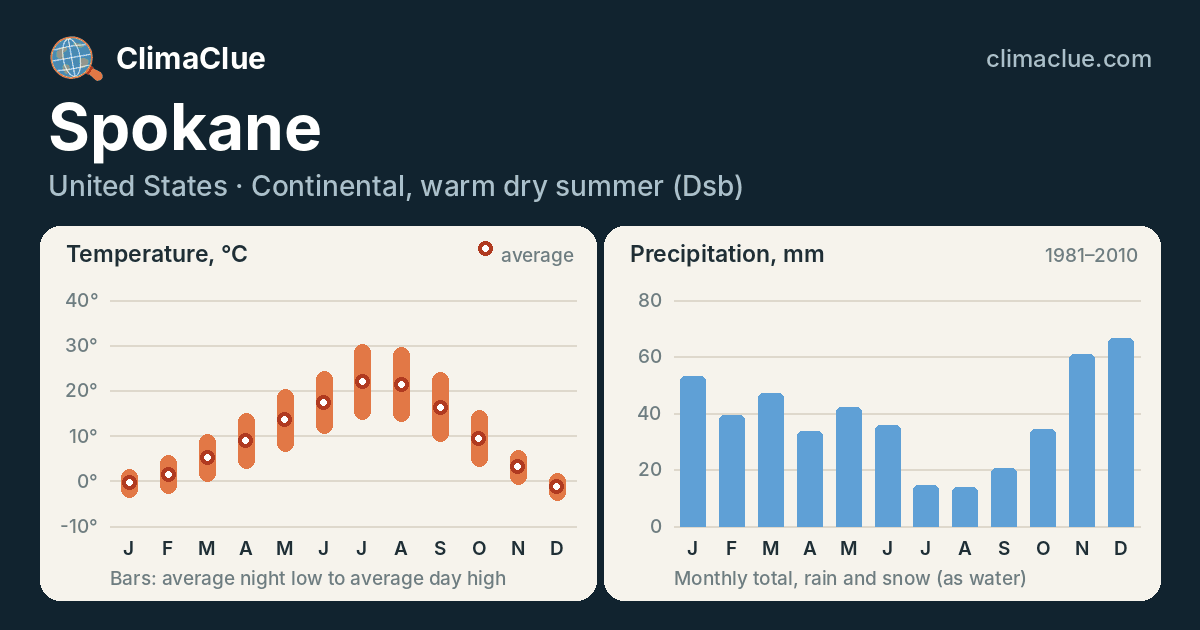 ClimaClue
climaclue.com
Spokane
United States · Continental, warm dry summer (Dsb)
Temperature, °C
average
40°
30°
20°
10°
0°
-10°
J F M A M J J A S O N D
Bars: average night low to average day high
Precipitation, mm
1981–2010
80
60
40
20
0
J F M A M J J A S O N D
Monthly total, rain and snow (as water)